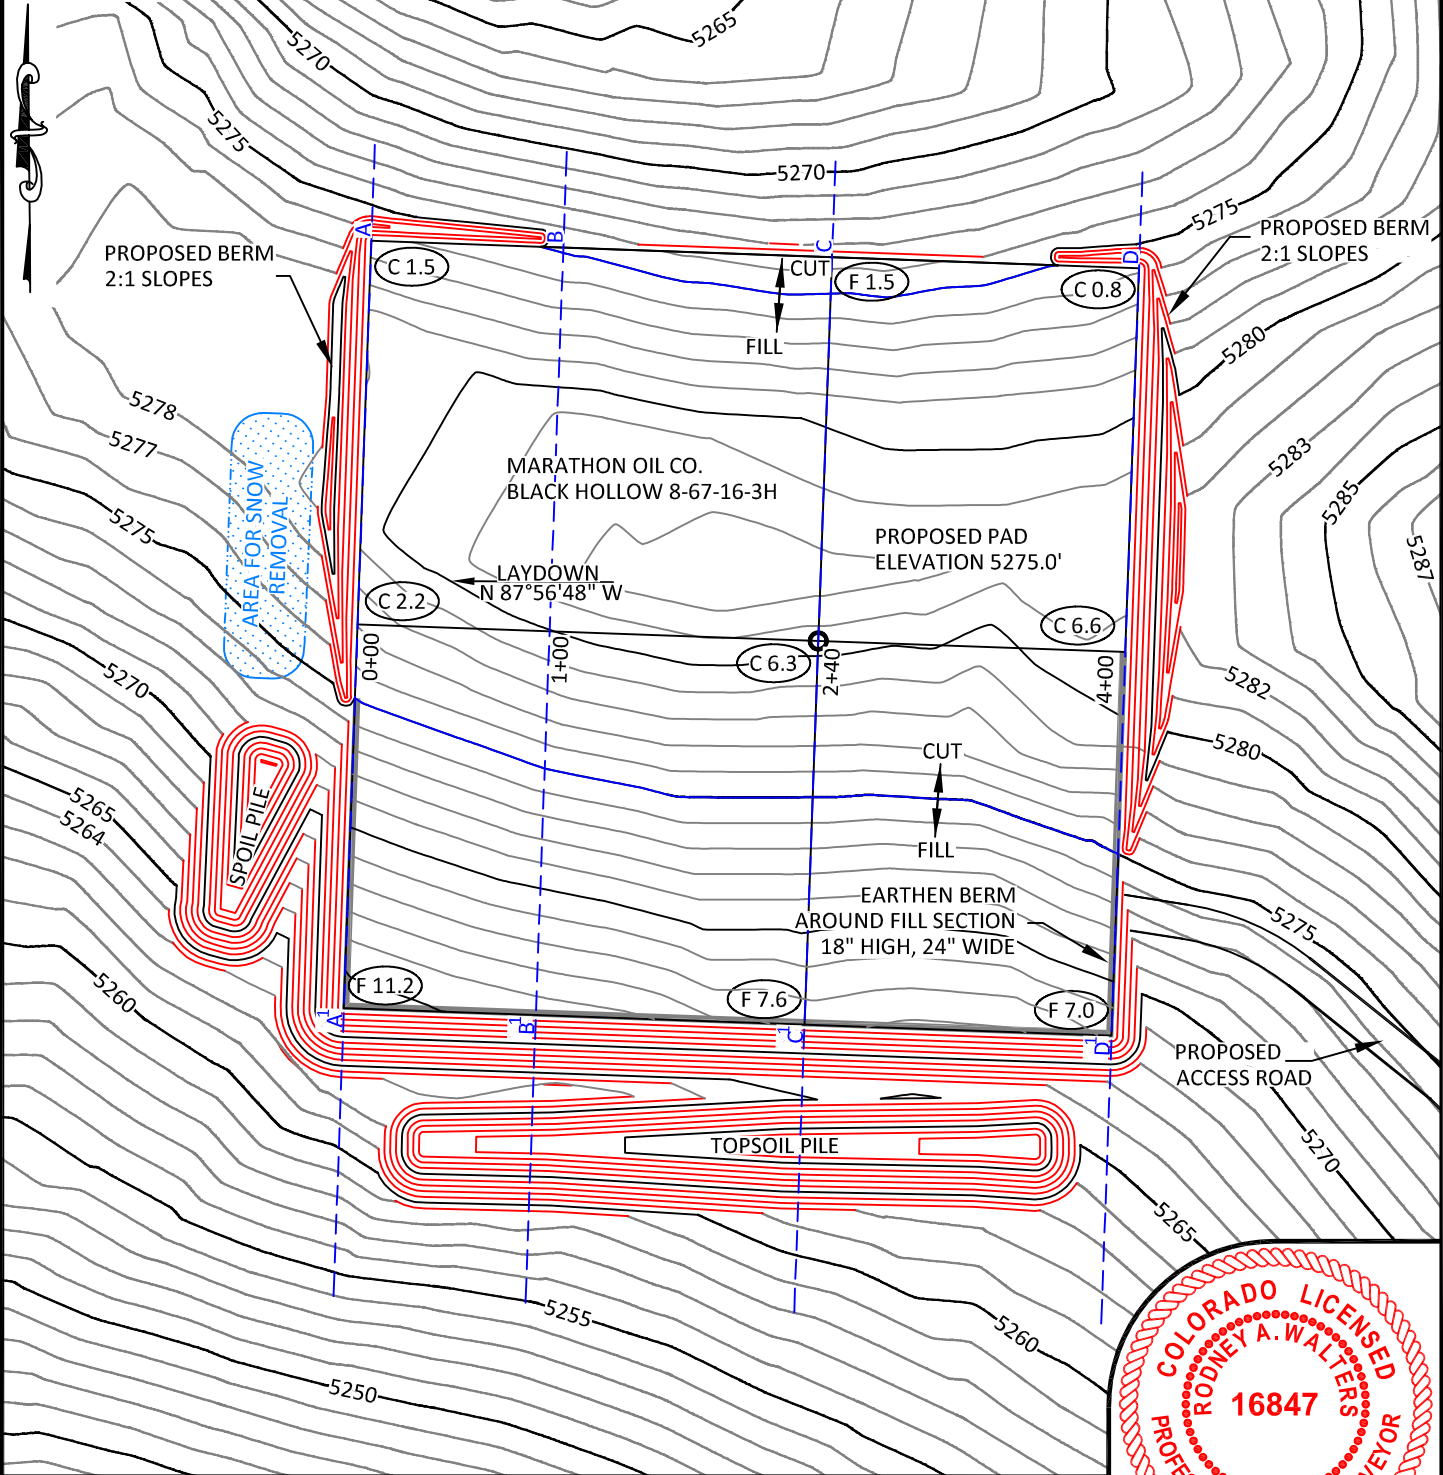 5265
5270
5275
5270
5275
PROPOSED BERM
2:1 SLOPES
PROPOSED BERM
2:1 SLOPES
A
B
C
D
C 1.5
CUT
F 1.5
C 0.8
FILL
5280
5278
5277
5275
AREA FOR SNOW
REMOVAL
MARATHON OIL CO.
BLACK HOLLOW 8-67-16-3H
PROPOSED PAD
ELEVATION 5275.0'
5283
5285
5287
LAYDOWN
N 87°56'48" W
C 2.2
C 6.6
C 6.3
0+00
1+00
2+40
4+00
5270
5282
5280
CUT
FILL
5265
5264
SPOIL PILE
EARTHEN BERM
AROUND FILL SECTION
18" HIGH, 24" WIDE
5275
5260
F 11.2
F 7.6
F 7.0
A1
B1
C1
D1
PROPOSED
ACCESS ROAD
TOPSOIL PILE
5270
5265
5255
5260
5250
COLORADO LICENSED
RODNEY A. WALTERS
16847